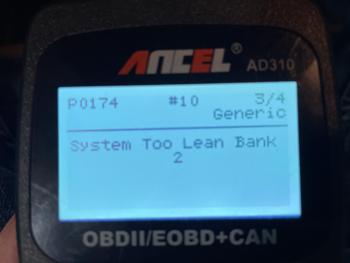 ANCEL®
AD310
P0174 #10 3/4
Generic
System Too Lean Bank
2
OBDII/EOBD+CAN